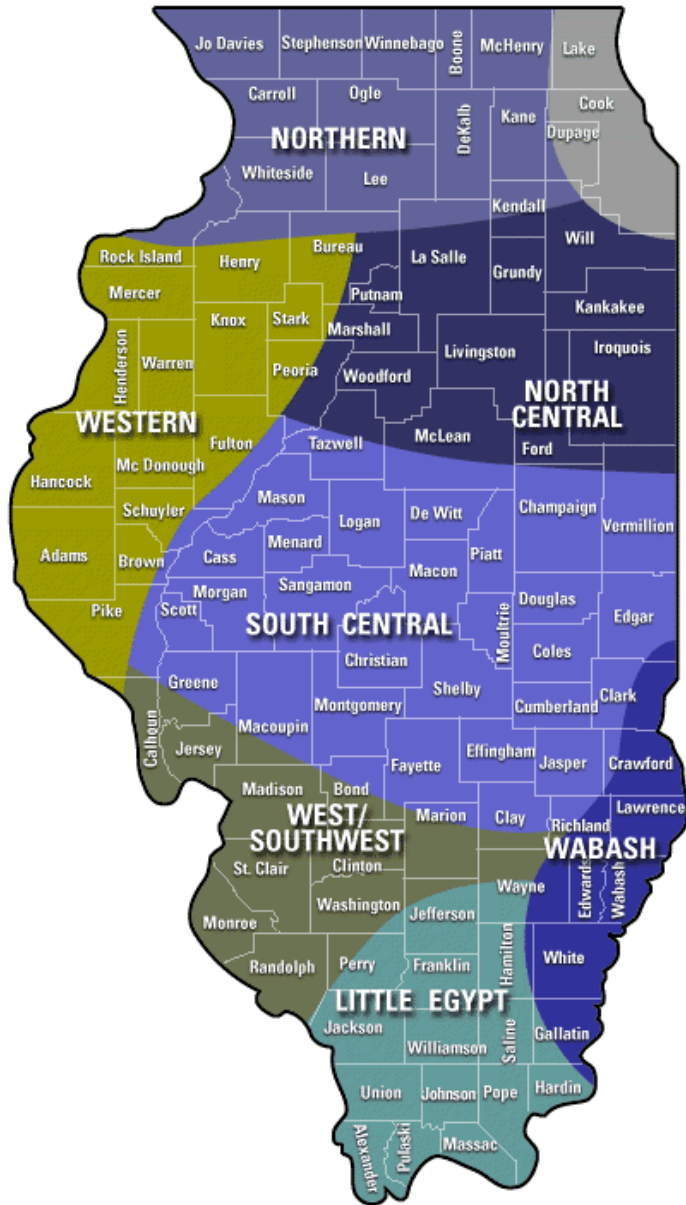 Jo Davies
Stephenson
Winnebago
Boone
McHenry
Lake
Carroll
Ogle
DeKalb
Kane
Cook
Dupage
NORTHERN
Whiteside
Lee
Kendall
Will
Rock Island
Henry
Bureau
La Salle
Grundy
Mercer
Putnam
Kankakee
Knox
Stark
Marshall
Henderson
Warren
Peoria
Woodford
Livingston
Iroquois
NORTH
CENTRAL
WESTERN
Fulton
Tazwell
McLean
Ford
Hancock
Mc Donough
Mason
Schuyler
Logan
De Witt
Champaign
Vermillion
Adams
Brown
Cass
Menard
Macon
Piatt
Pike
Scott
Morgan
Sangamon
SOUTH CENTRAL
Moultrie
Douglas
Edgar
Christian
Coles
Greene
Calhoun
Jersey
Macoupin
Montgomery
Shelby
Cumberland
Clark
Fayette
Effingham
Jasper
Crawford
Madison
Bond
Marion
Clay
Richland
Lawrence
WEST/
SOUTHWEST
WABASH
St. Clair
Clinton
Wayne
Edwards
Wabash
Washington
Monroe
Jefferson
Randolph
Perry
Franklin
Hamilton
White
LITTLE EGYPT
Jackson
Williamson
Saline
Gallatin
Union
Johnson
Pope
Hardin
Alexander
Pulaski
Massac